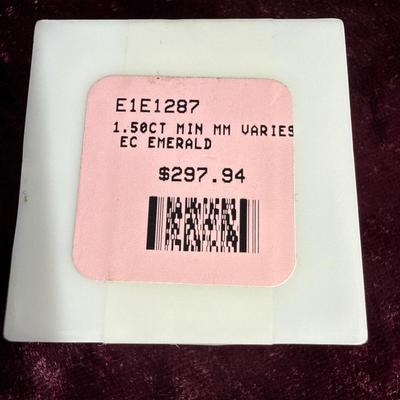 E1E1287
1.50CT MIN MM VARIES
EC EMERALD
$297.94